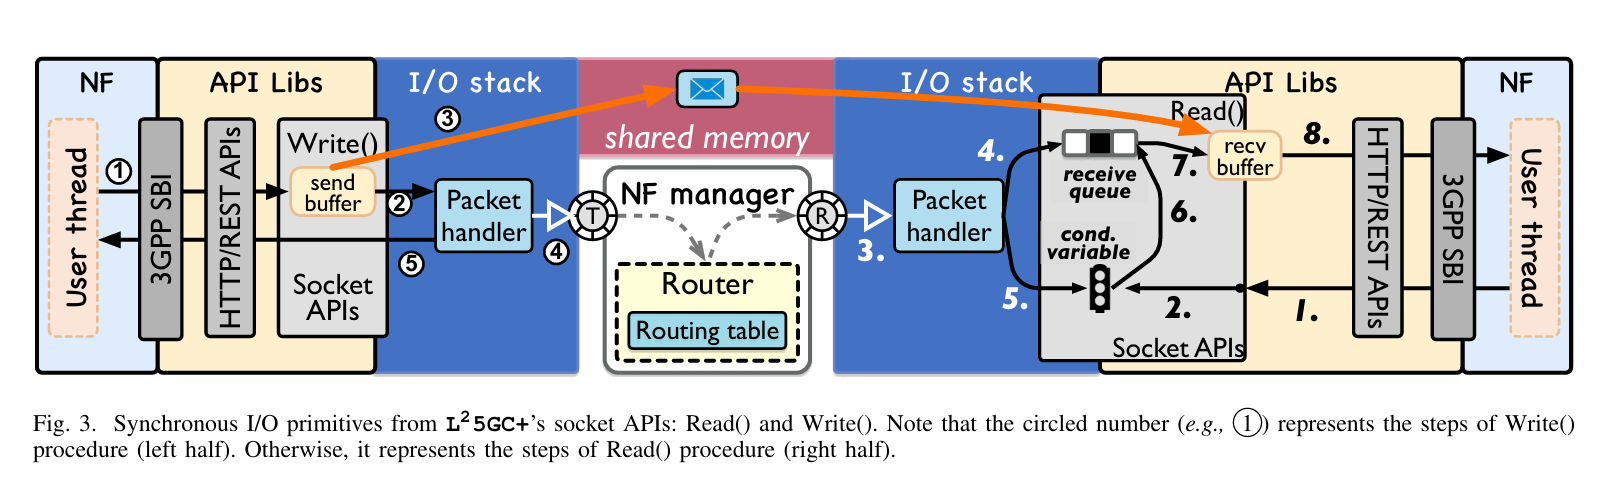 NF
API Libs
I/O stack
I/O stack
API Libs
NF
shared memory
User thread
①
3GPP SBI
HTTP/REST APIs
Write()
send
buffer
②
③
④
⑤
Socket
APIs
Packet
handler
T
NF manager
R
Router
Routing table
3.
Packet
handler
4.
5.
Read()
receive
queue
cond.
variable
7.
6.
2.
recv
buffer
Socket APIs
8.
1.
HTTP/REST APIs
3GPP SBI
User thread
Fig. 3. Synchronous I/O primitives from L²5GC+'s socket APIs: Read() and Write(). Note that the circled number (e.g., ①) represents the steps of Write()
procedure (left half). Otherwise, it represents the steps of Read() procedure (right half).